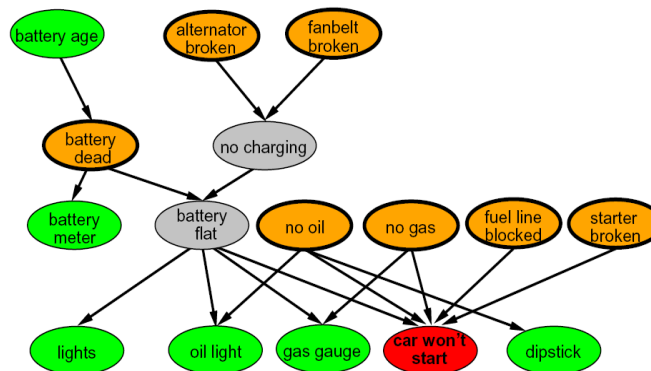 battery age
alternator
broken
fanbelt
broken
battery
dead
no charging
battery
meter
battery
flat
no oil
no gas
fuel line
blocked
starter
broken
lights
oil light
gas gauge
car won't
start
dipstick